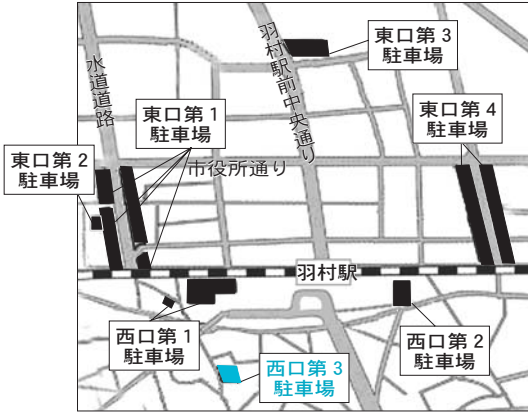 東口第3
駐車場
羽村駅前中央通り
水道道路
東口第1
駐車場
東口第4
駐車場
東口第2
駐車場
市役所通り
羽村駅
西口第1
駐車場
西口第2
駐車場
西口第3
駐車場